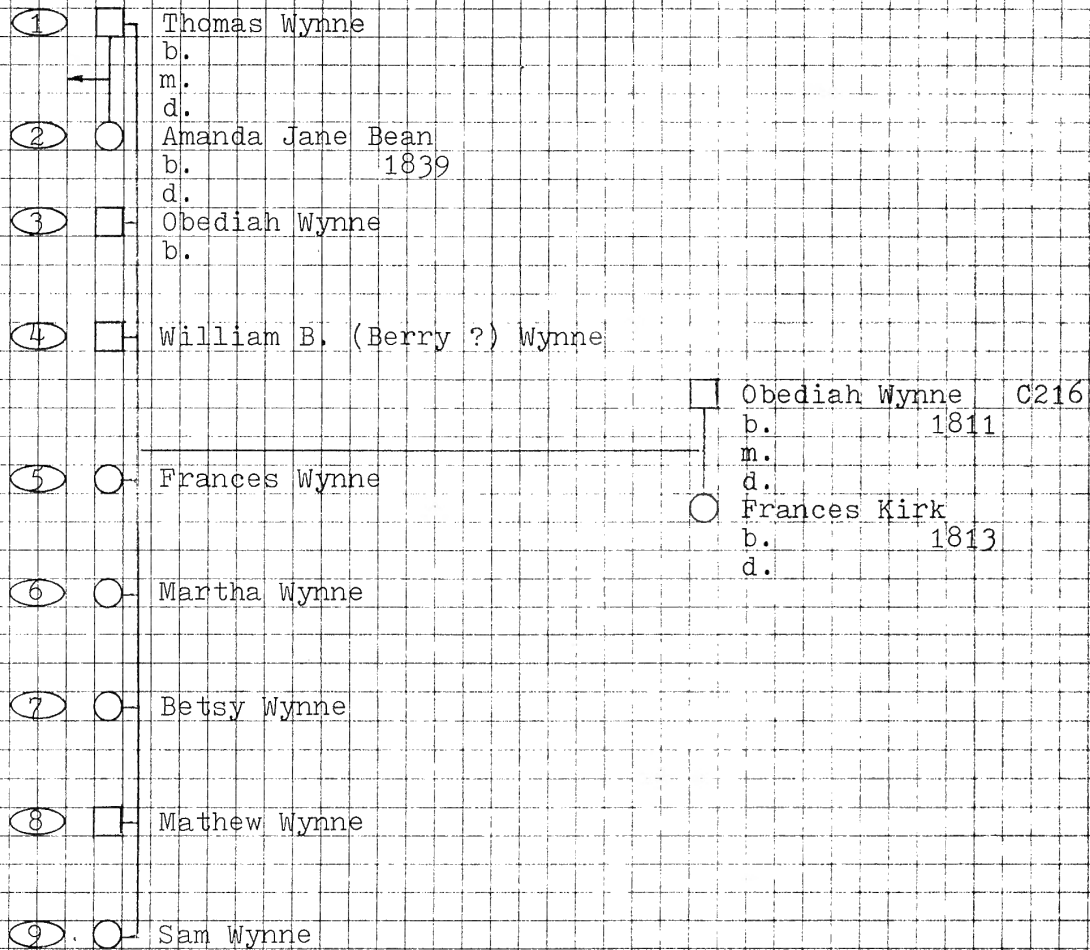 1 Thomas Wynne
b.
m.
d.
2 Amanda Jane Bean
b. 1839
d.
3 Obediah Wynne
b.
4 William B. (Berry ?) Wynne
Obediah Wynne C216
b. 1811
m.
d.
Frances Kirk
b. 1813
d.
5 Frances Wynne
6 Martha Wynne
7 Betsy Wynne
8 Mathew Wynne
9 Sam Wynne